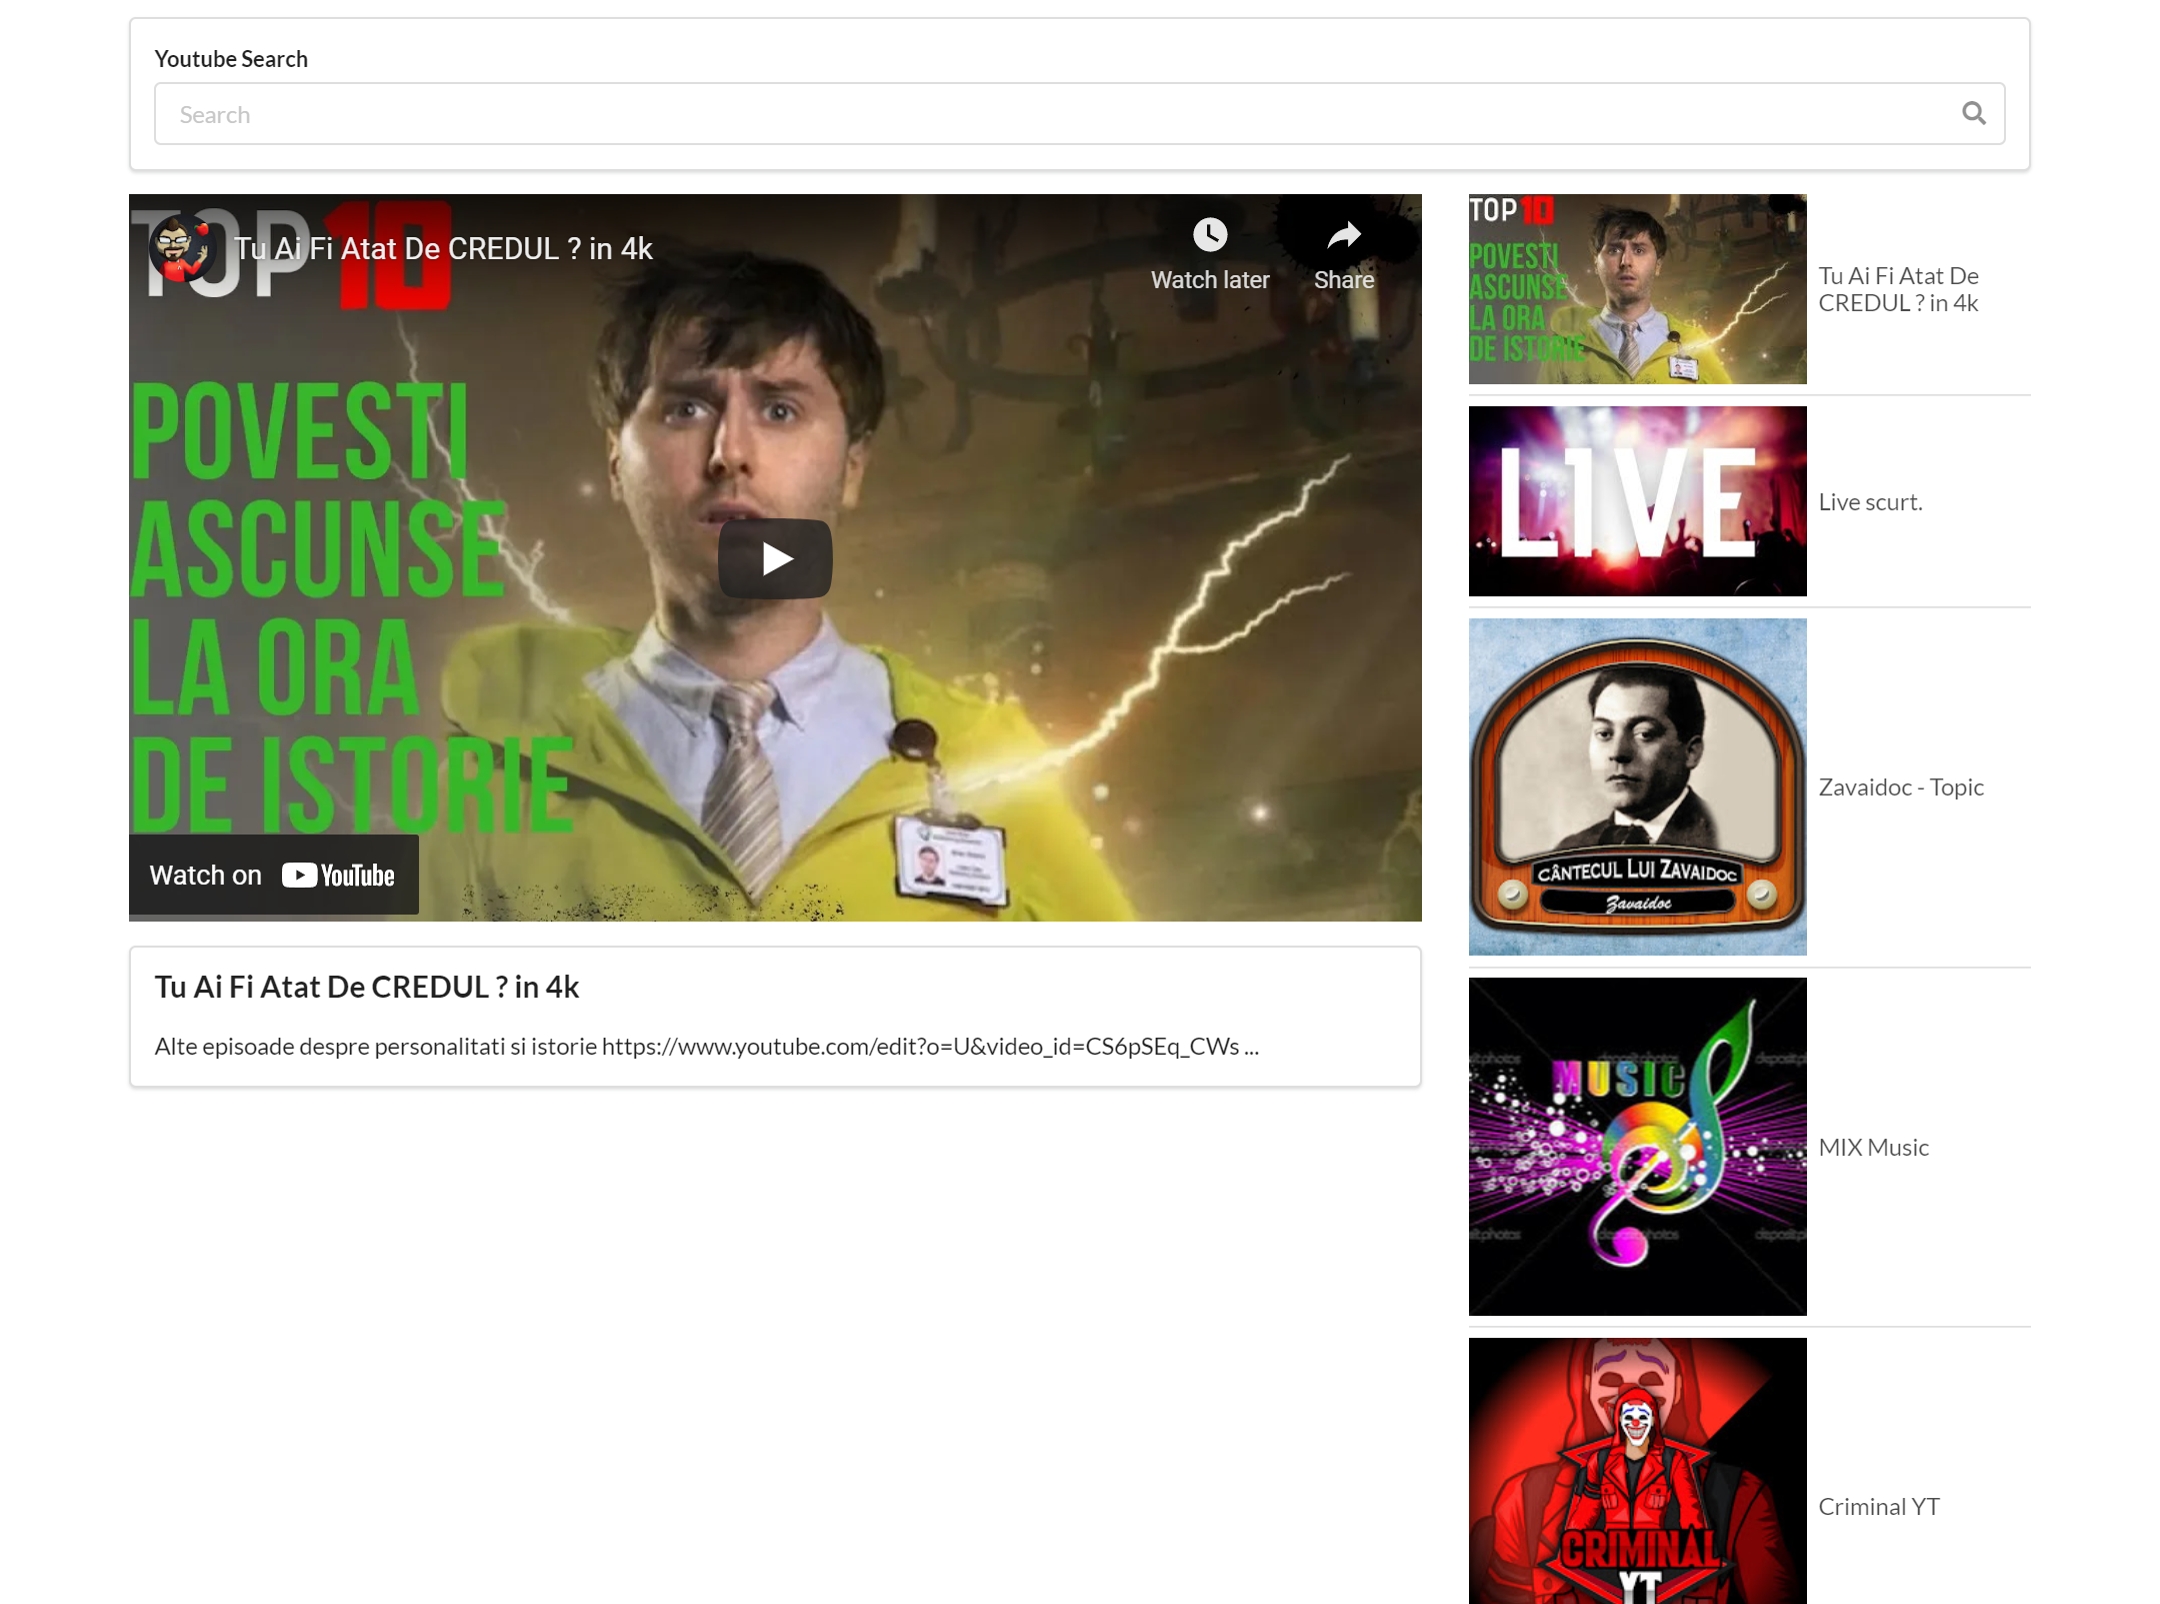 Youtube Search
Search
TOP 10
Tu Ai Fi Atat De CREDUL ? in 4k
Watch later
Share
POVESTI
ASCUNSE
LA ORA
DE ISTORIE
Watch on YouTube
Tu Ai Fi Atat De CREDUL ? in 4k
Alte episoade despre personalitati si istorie https://www.youtube.com/edit?o=U&video_id=CS6pSEq_CWs ...
TOP 10
POVESTI
ASCUNSE
LA ORA
DE ISTORIE
Tu Ai Fi Atat De
CREDUL ? in 4k
L1VE
Live scurt.
CÂNTECUL LUI ZAVAIDOC
Zavaidoc
Zavaidoc - Topic
MUSIC
MIX Music
CRIMINAL
YT
Criminal YT